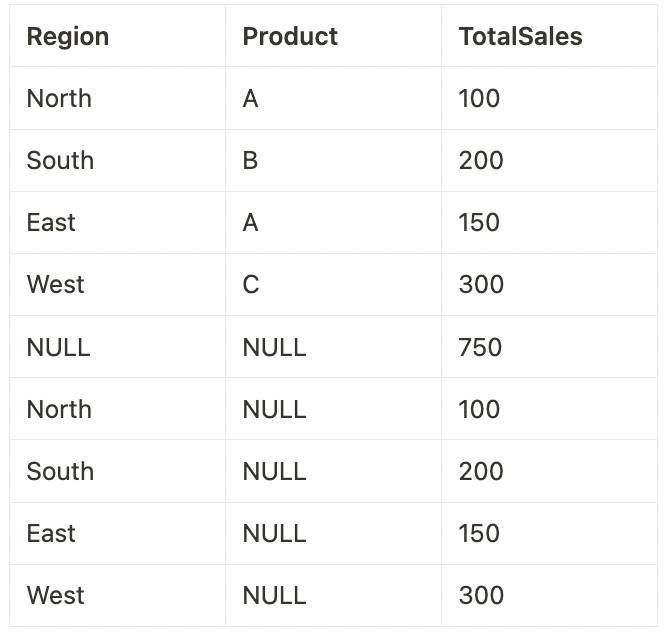 Region Product TotalSales
North A 100
South B 200
East A 150
West C 300
NULL NULL 750
North NULL 100
South NULL 200
East NULL 150
West NULL 300